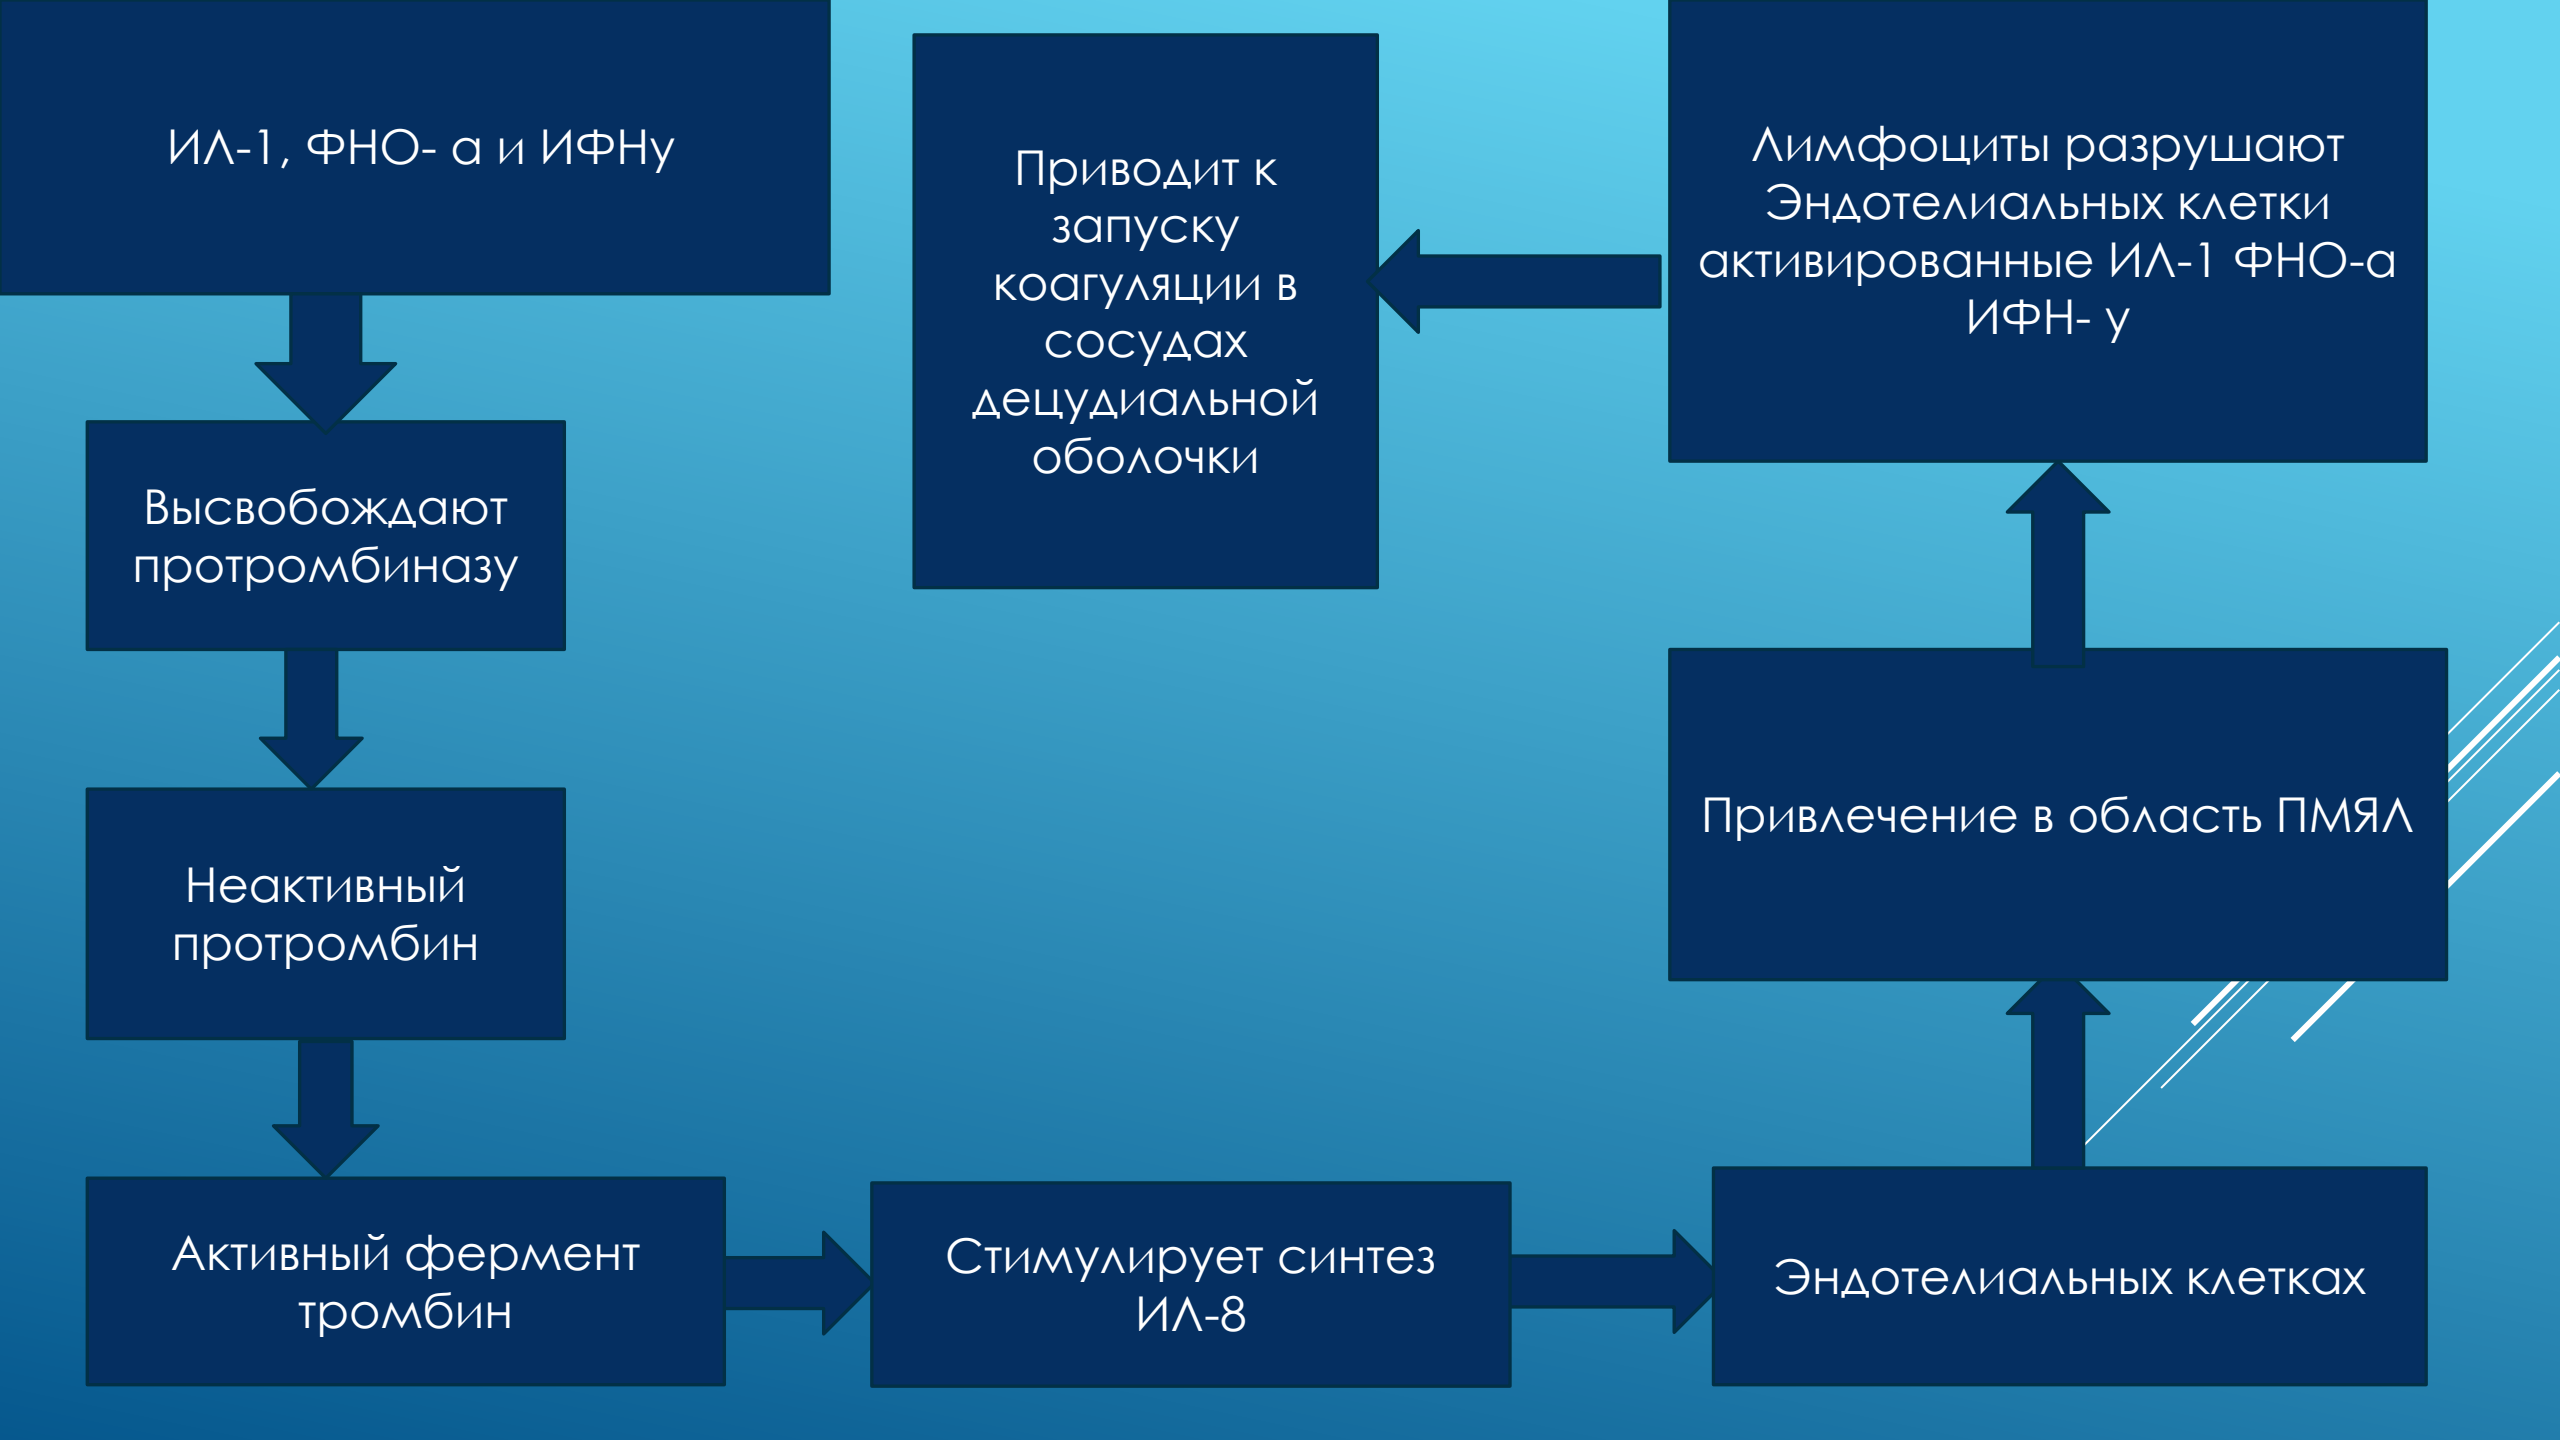 ИЛ-1, ФНО- α и ИФНу
Высвобождают
протромбиназу
Неактивный
протромбин
Активный фермент
тромбин
Стимулирует синтез
ИЛ-8
Эндотелиальных клетках
Привлечение в область ПМЯЛ
Лимфоциты разрушают
Эндотелиальных клетки
активированные ИЛ-1 ФНО-а
ИФН- у
Приводит к
запуску
коагуляции в
сосудах
децудиальной
оболочки